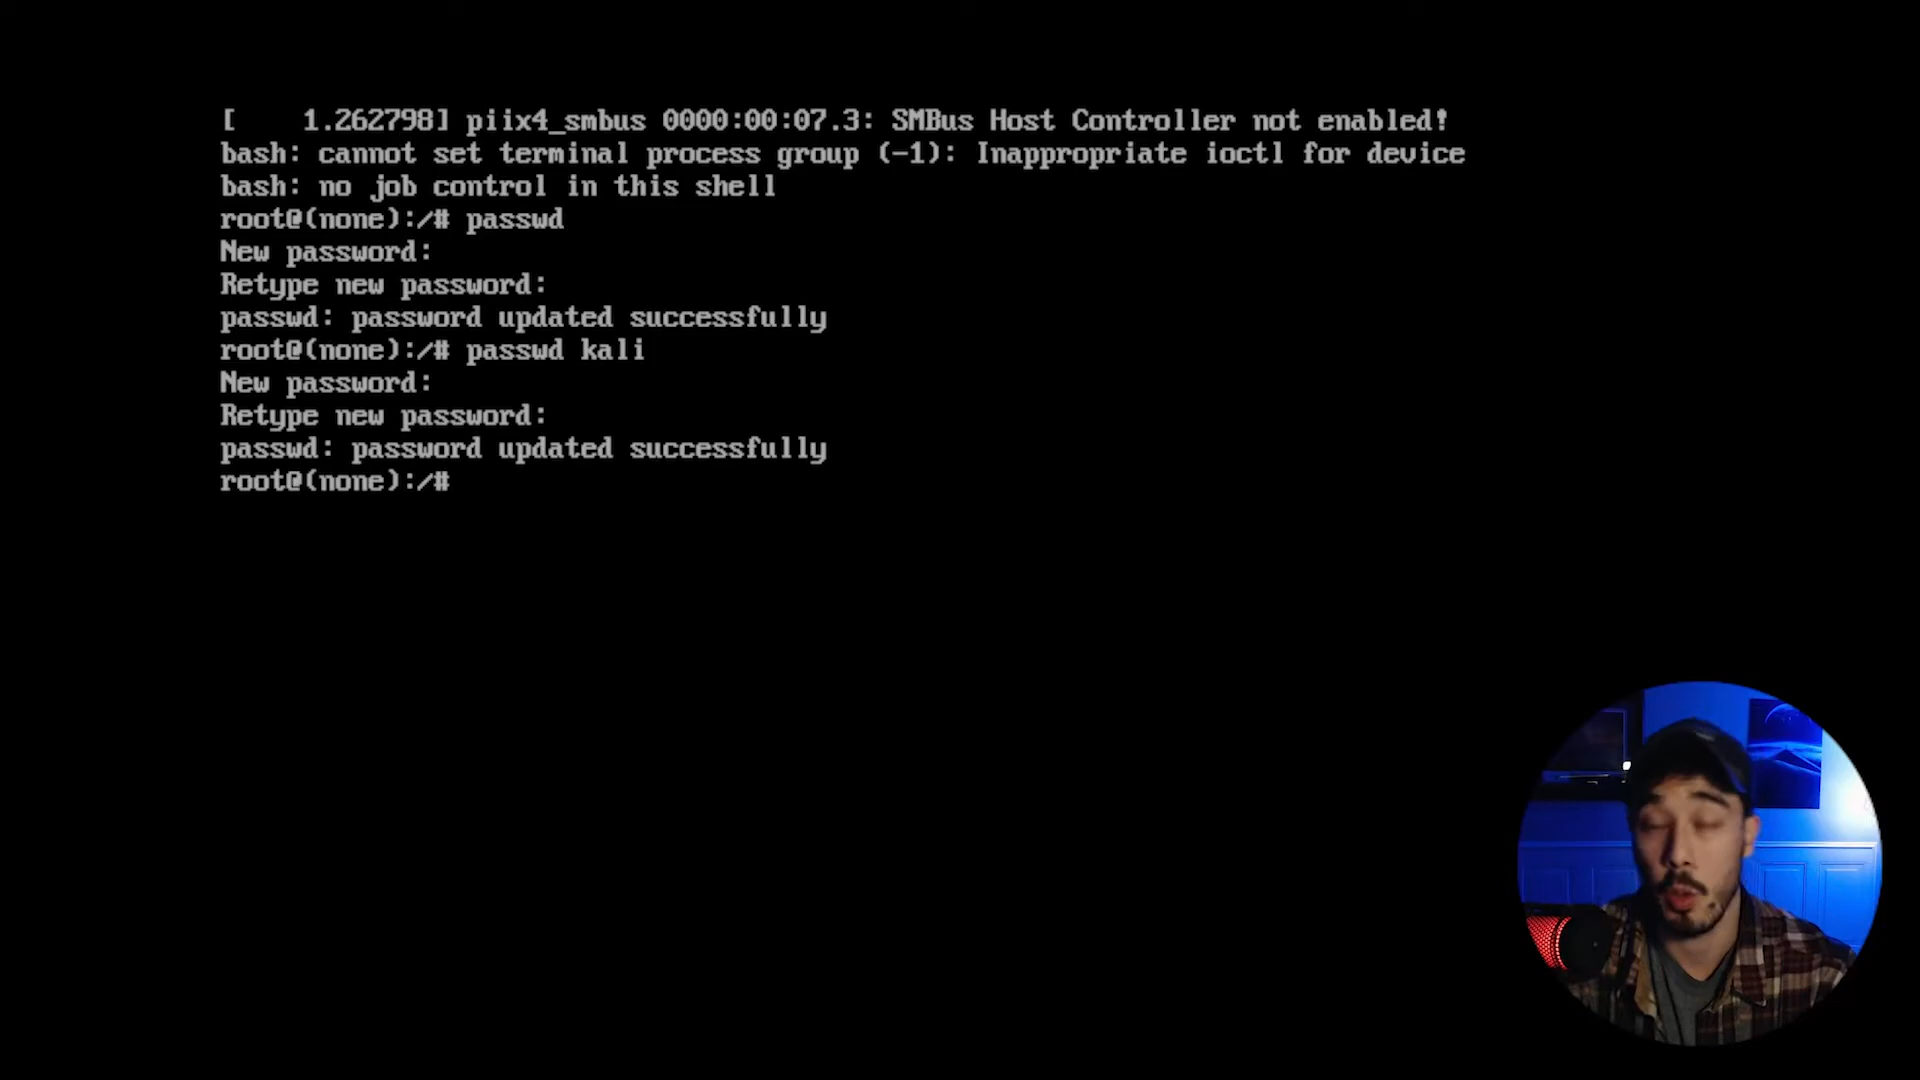 [    1.262798] piix4_smbus 0000:00:07.3: SMBus Host Controller not enabled!
bash: cannot set terminal process group (-1): Inappropriate ioctl for device
bash: no job control in this shell
root@(none):/# passwd
New password:
Retype new password:
passwd: password updated successfully
root@(none):/# passwd kali
New password:
Retype new password:
passwd: password updated successfully
root@(none):/#